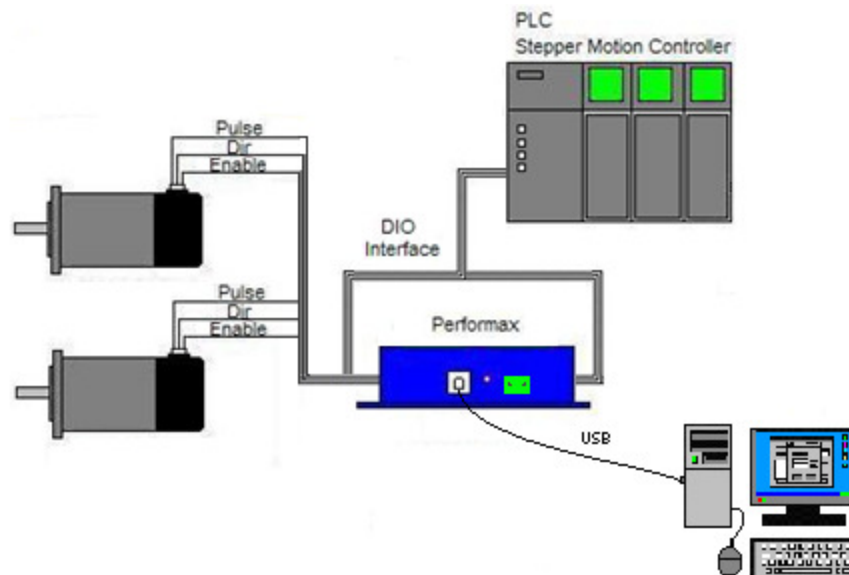 PLC
Stepper Motion Controller
Pulse
Dir
Enable
DIO
Interface
Pulse
Dir
Enable
Performax
USB